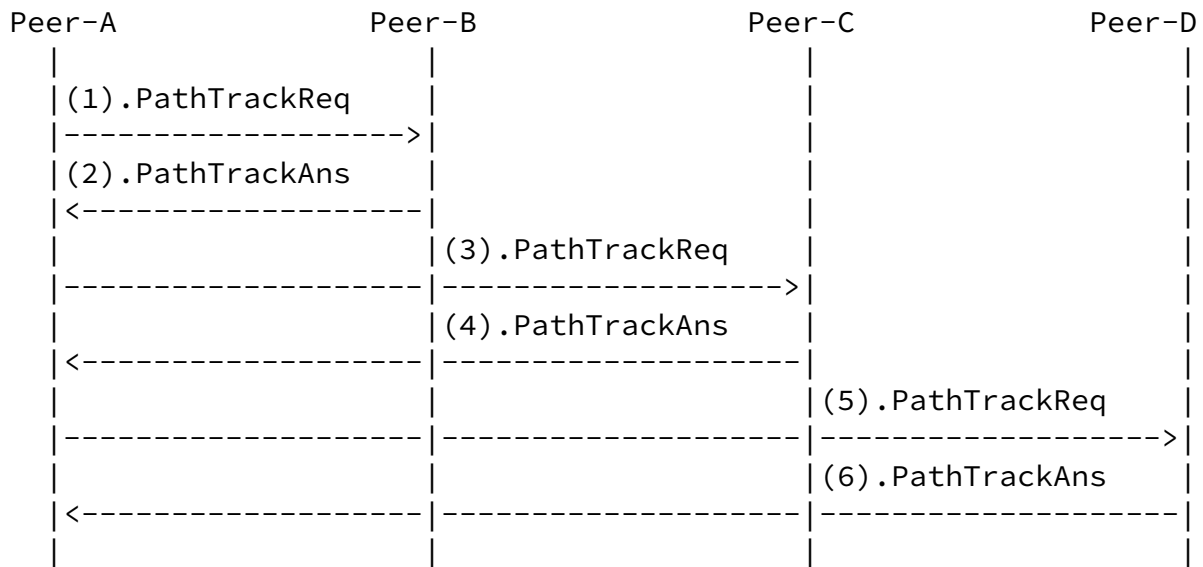 Peer-A Peer-B Peer-C Peer-D
(1).PathTrackReq
(2).PathTrackAns
(3).PathTrackReq
(4).PathTrackAns
(5).PathTrackReq
(6).PathTrackAns